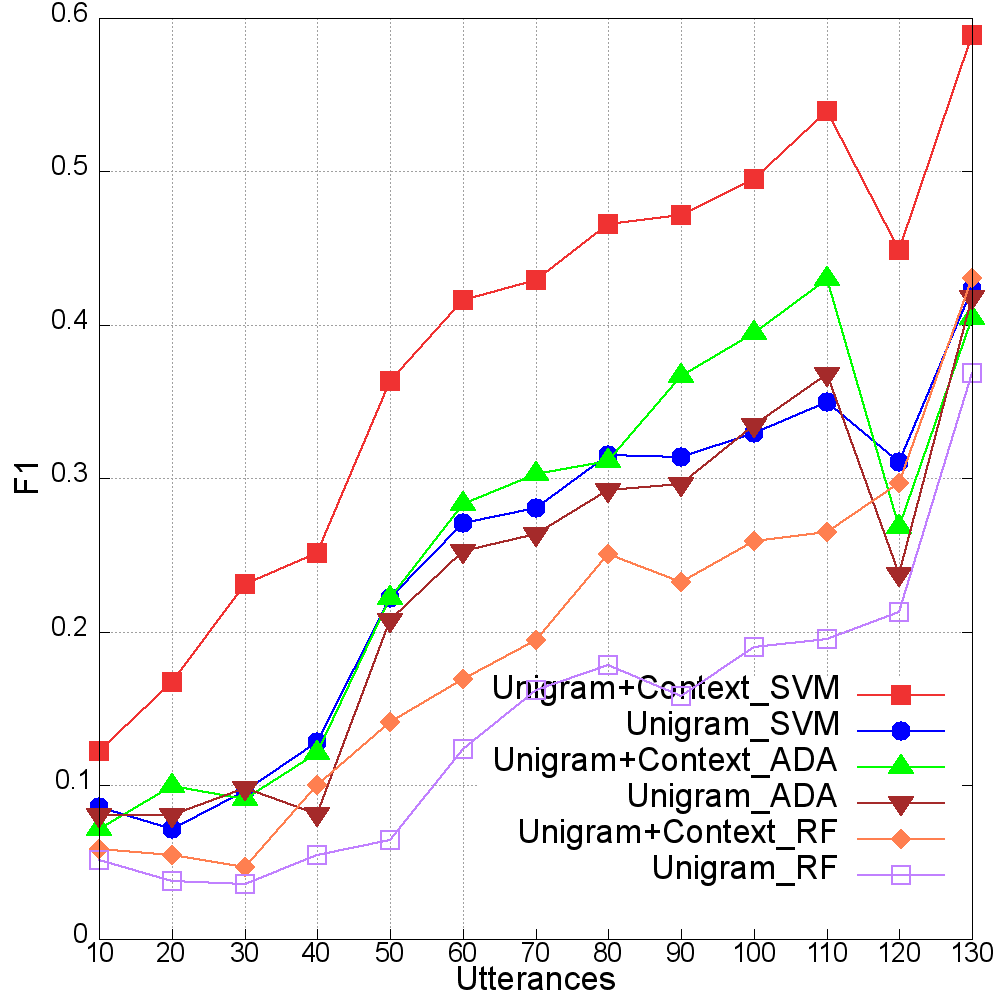 0.6
0.5
0.4
0.3
0.2
0.1
0
F1
Unigram+Context_SVM
Unigram_SVM
Unigram+Context_ADA
Unigram_ADA
Unigram+Context_RF
Unigram_RF
10 20 30 40 50 60 70 80 90 100 110 120 130
Utterances